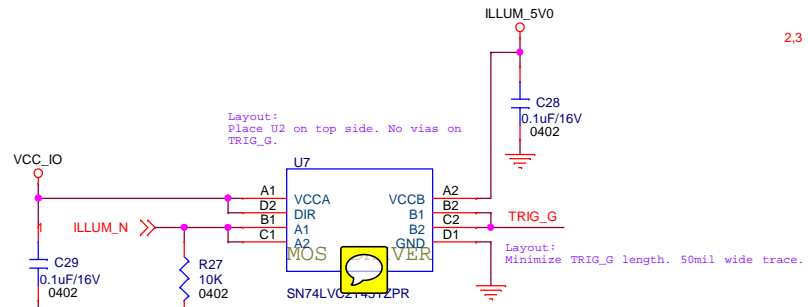 ILLUM_5V0
2,3
C28
0.1uF/16V
0402
Layout:
Place U2 on top side. No vias on
TRIG_G.
VCC_IO
U7
A1 VCCA VCCB A2
D2 DIR B1 B2
ILLUM_N B1 A1 B2 C2 TRIG_G
C1 A2 GND D1
MOS
Layout:
Minimize TRIG_G length. 50mil wide trace.
1
C29
0.1uF/16V
0402
R27
10K
0402